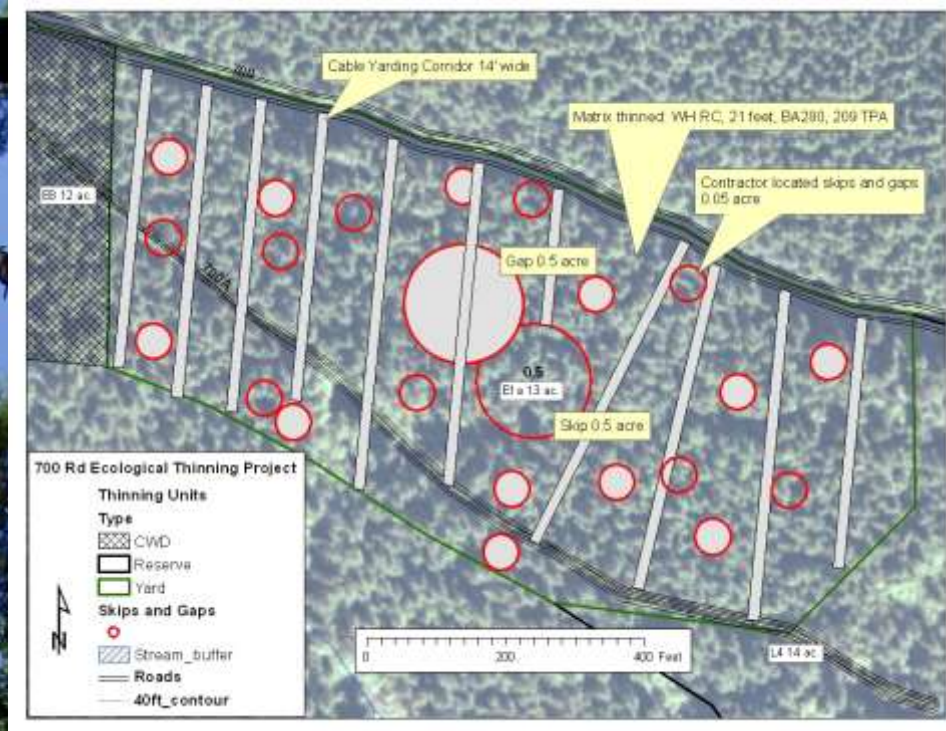 Cable Yarding Corridor 14' wide
700
Matrix thinned: WH RC, 21 feet, BA280, 209 TPA
Contractor located skips and gaps
0.05 acre
12 ac.
Gap 0.5 acre
700A
0.5
13 ac.
Skip 0.5 acre
700 Rd Ecological Thinning Project
Thinning Units
Type
CWD
Reserve
Yard
Skips and Gaps
Stream_buffer
Roads
40ft_contour
N
0 200 400 Feet
L4 14 ac.